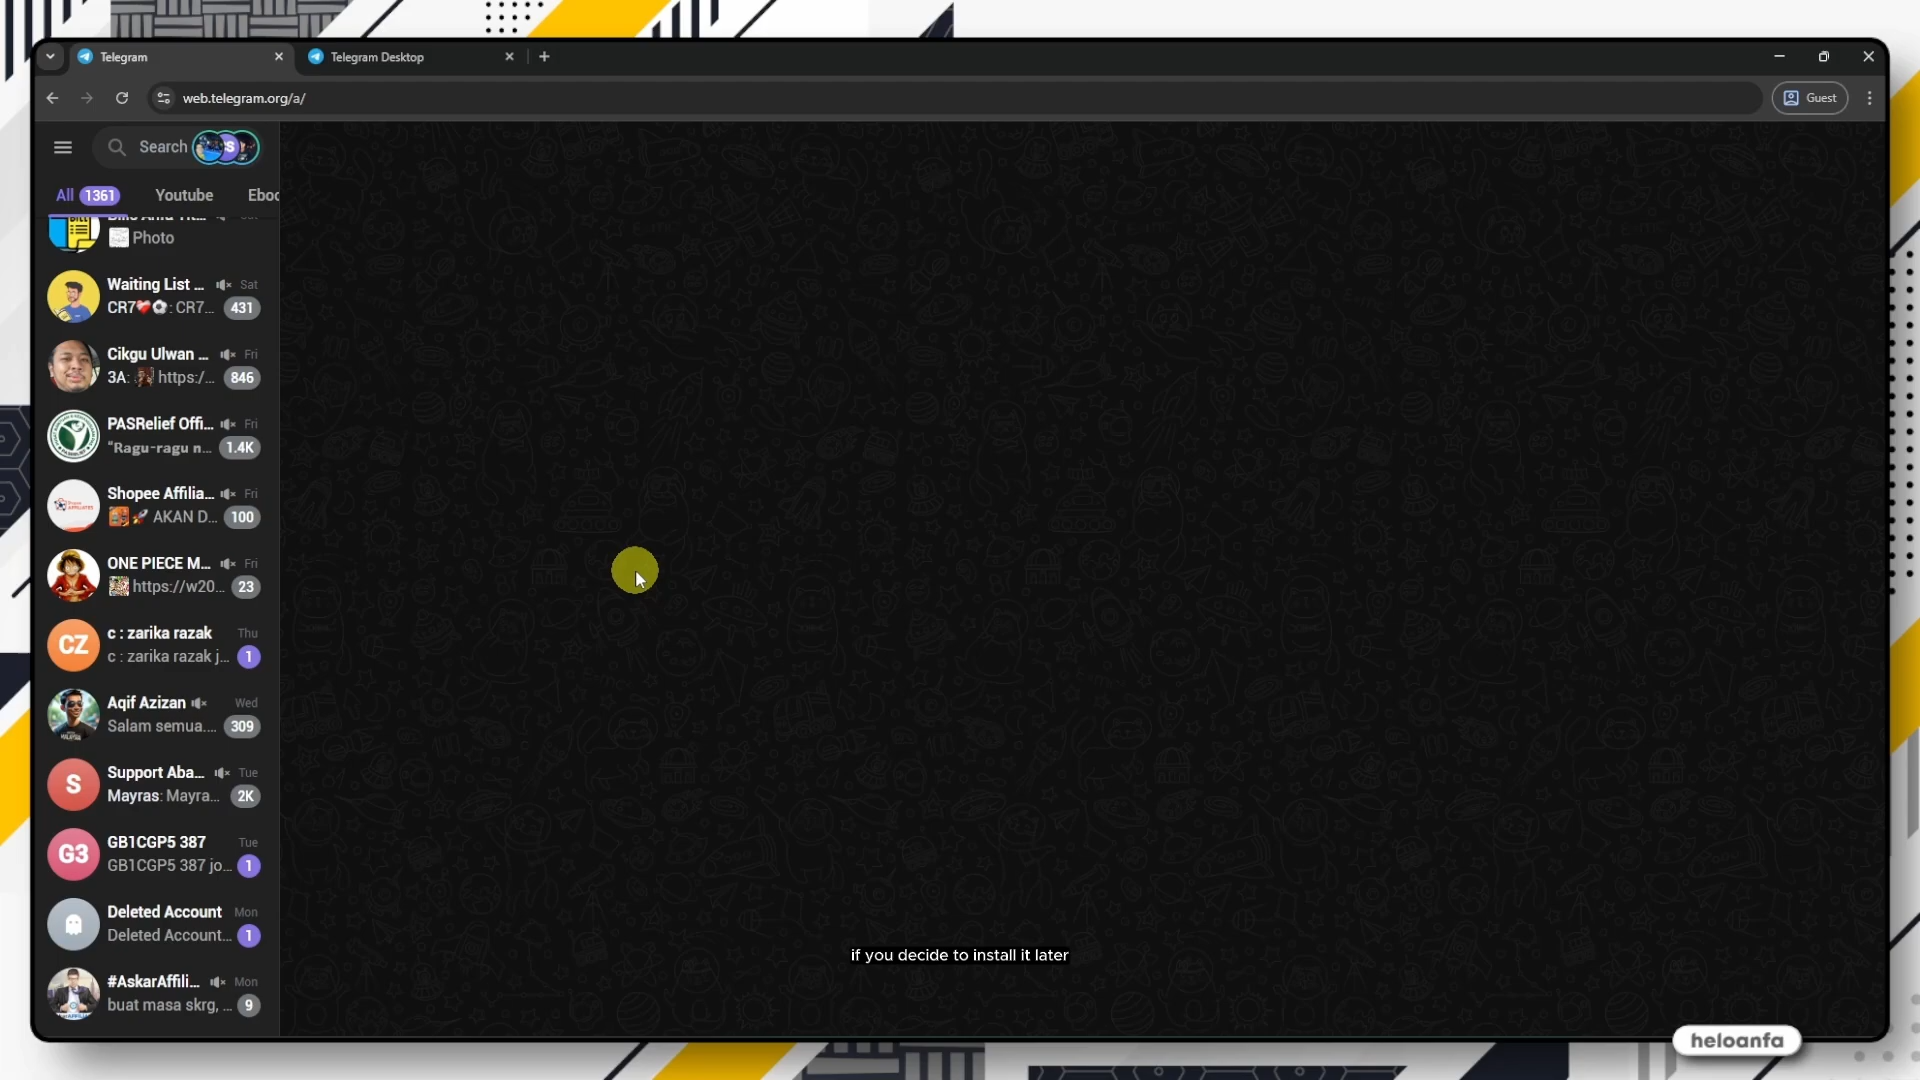 Telegram
Telegram Desktop
web.telegram.org/a/
Guest
Search
S
All 1361
Youtube
Photo
Waiting List ... Sat
CR7❤️‍🩹⚽: CR7... 431
Cikgu Ulwan ... Fri
3A: https:/... 846
PASRelief Offi... Fri
"Ragu-ragu n... 1.4K
Shopee Affilia... Fri
🚀 AKAN D... 100
ONE PIECE M... Fri
https://w20... 23
CZ
c : zarika razak Thu
c : zarika razak j... 1
Aqif Azizan Wed
Salam semua.... 309
S
Support Aba... Tue
Mayras: Mayra... 2K
G3
GB1CGP5 387 Tue
GB1CGP5 387 jo... 1
Deleted Account Mon
Deleted Account... 1
#AskarAffili... Mon
buat masa skrg, ... 9
if you decide to install it later
heloanfa